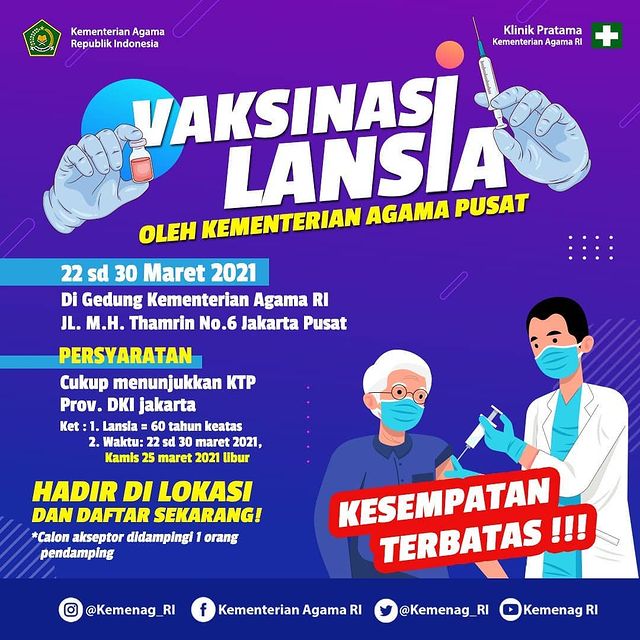 Kementerian Agama
Republik Indonesia
Klinik Pratama
Kementerian Agama RI
VAKSINASI
LANSIA
OLEH KEMENTERIAN AGAMA PUSAT
22 sd 30 Maret 2021
Di Gedung Kementerian Agama RI
JL. M.H. Thamrin No.6 Jakarta Pusat
PERSYARATAN
Cukup menunjukkan KTP
Prov. DKI jakarta
Ket : 1. Lansia = 60 tahun keatas
2. Waktu: 22 sd 30 maret 2021,
Kamis 25 maret 2021 libur
HADIR DI LOKASI
DAN DAFTAR SEKARANG!
*Calon akseptor didampingi 1 orang
pendamping
KESEMPATAN
TERBATAS !!!
@Kemenag_RI
Kementerian Agama RI
@Kemenag_RI
Kemenag RI